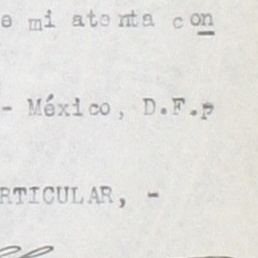 e mi atenta con
- México, D.F.p
RTICULAR, -